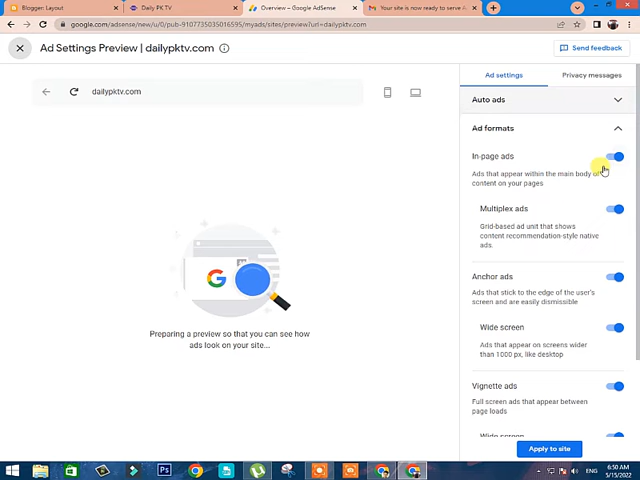 Blogger: Layout
Daily PK TV
Overview – Google AdSense
Your site is now ready to serve A
google.com/adsense/new/u/0/pub-9107735035016595/myads/sites/preview?url=dailypktv.com
Ad Settings Preview | dailypktv.com
Send feedback
dailypktv.com
Ad settings
Privacy messages
Auto ads
Ad formats
In-page ads
Ads that appear within the main body of
content on your pages
Multiplex ads
Grid-based ad unit that shows
content recommendation-style native
ads.
Anchor ads
Ads that stick to the edge of the user's
screen and are easily dismissible
Wide screen
Ads that appear on screens wider
than 1000 px, like desktop
Vignette ads
Full screen ads that appear between
page loads
Wide screen
Preparing a preview so that you can see how
ads look on your site...
Apply to site
Ps
ENG
6:50 AM
5/15/2022